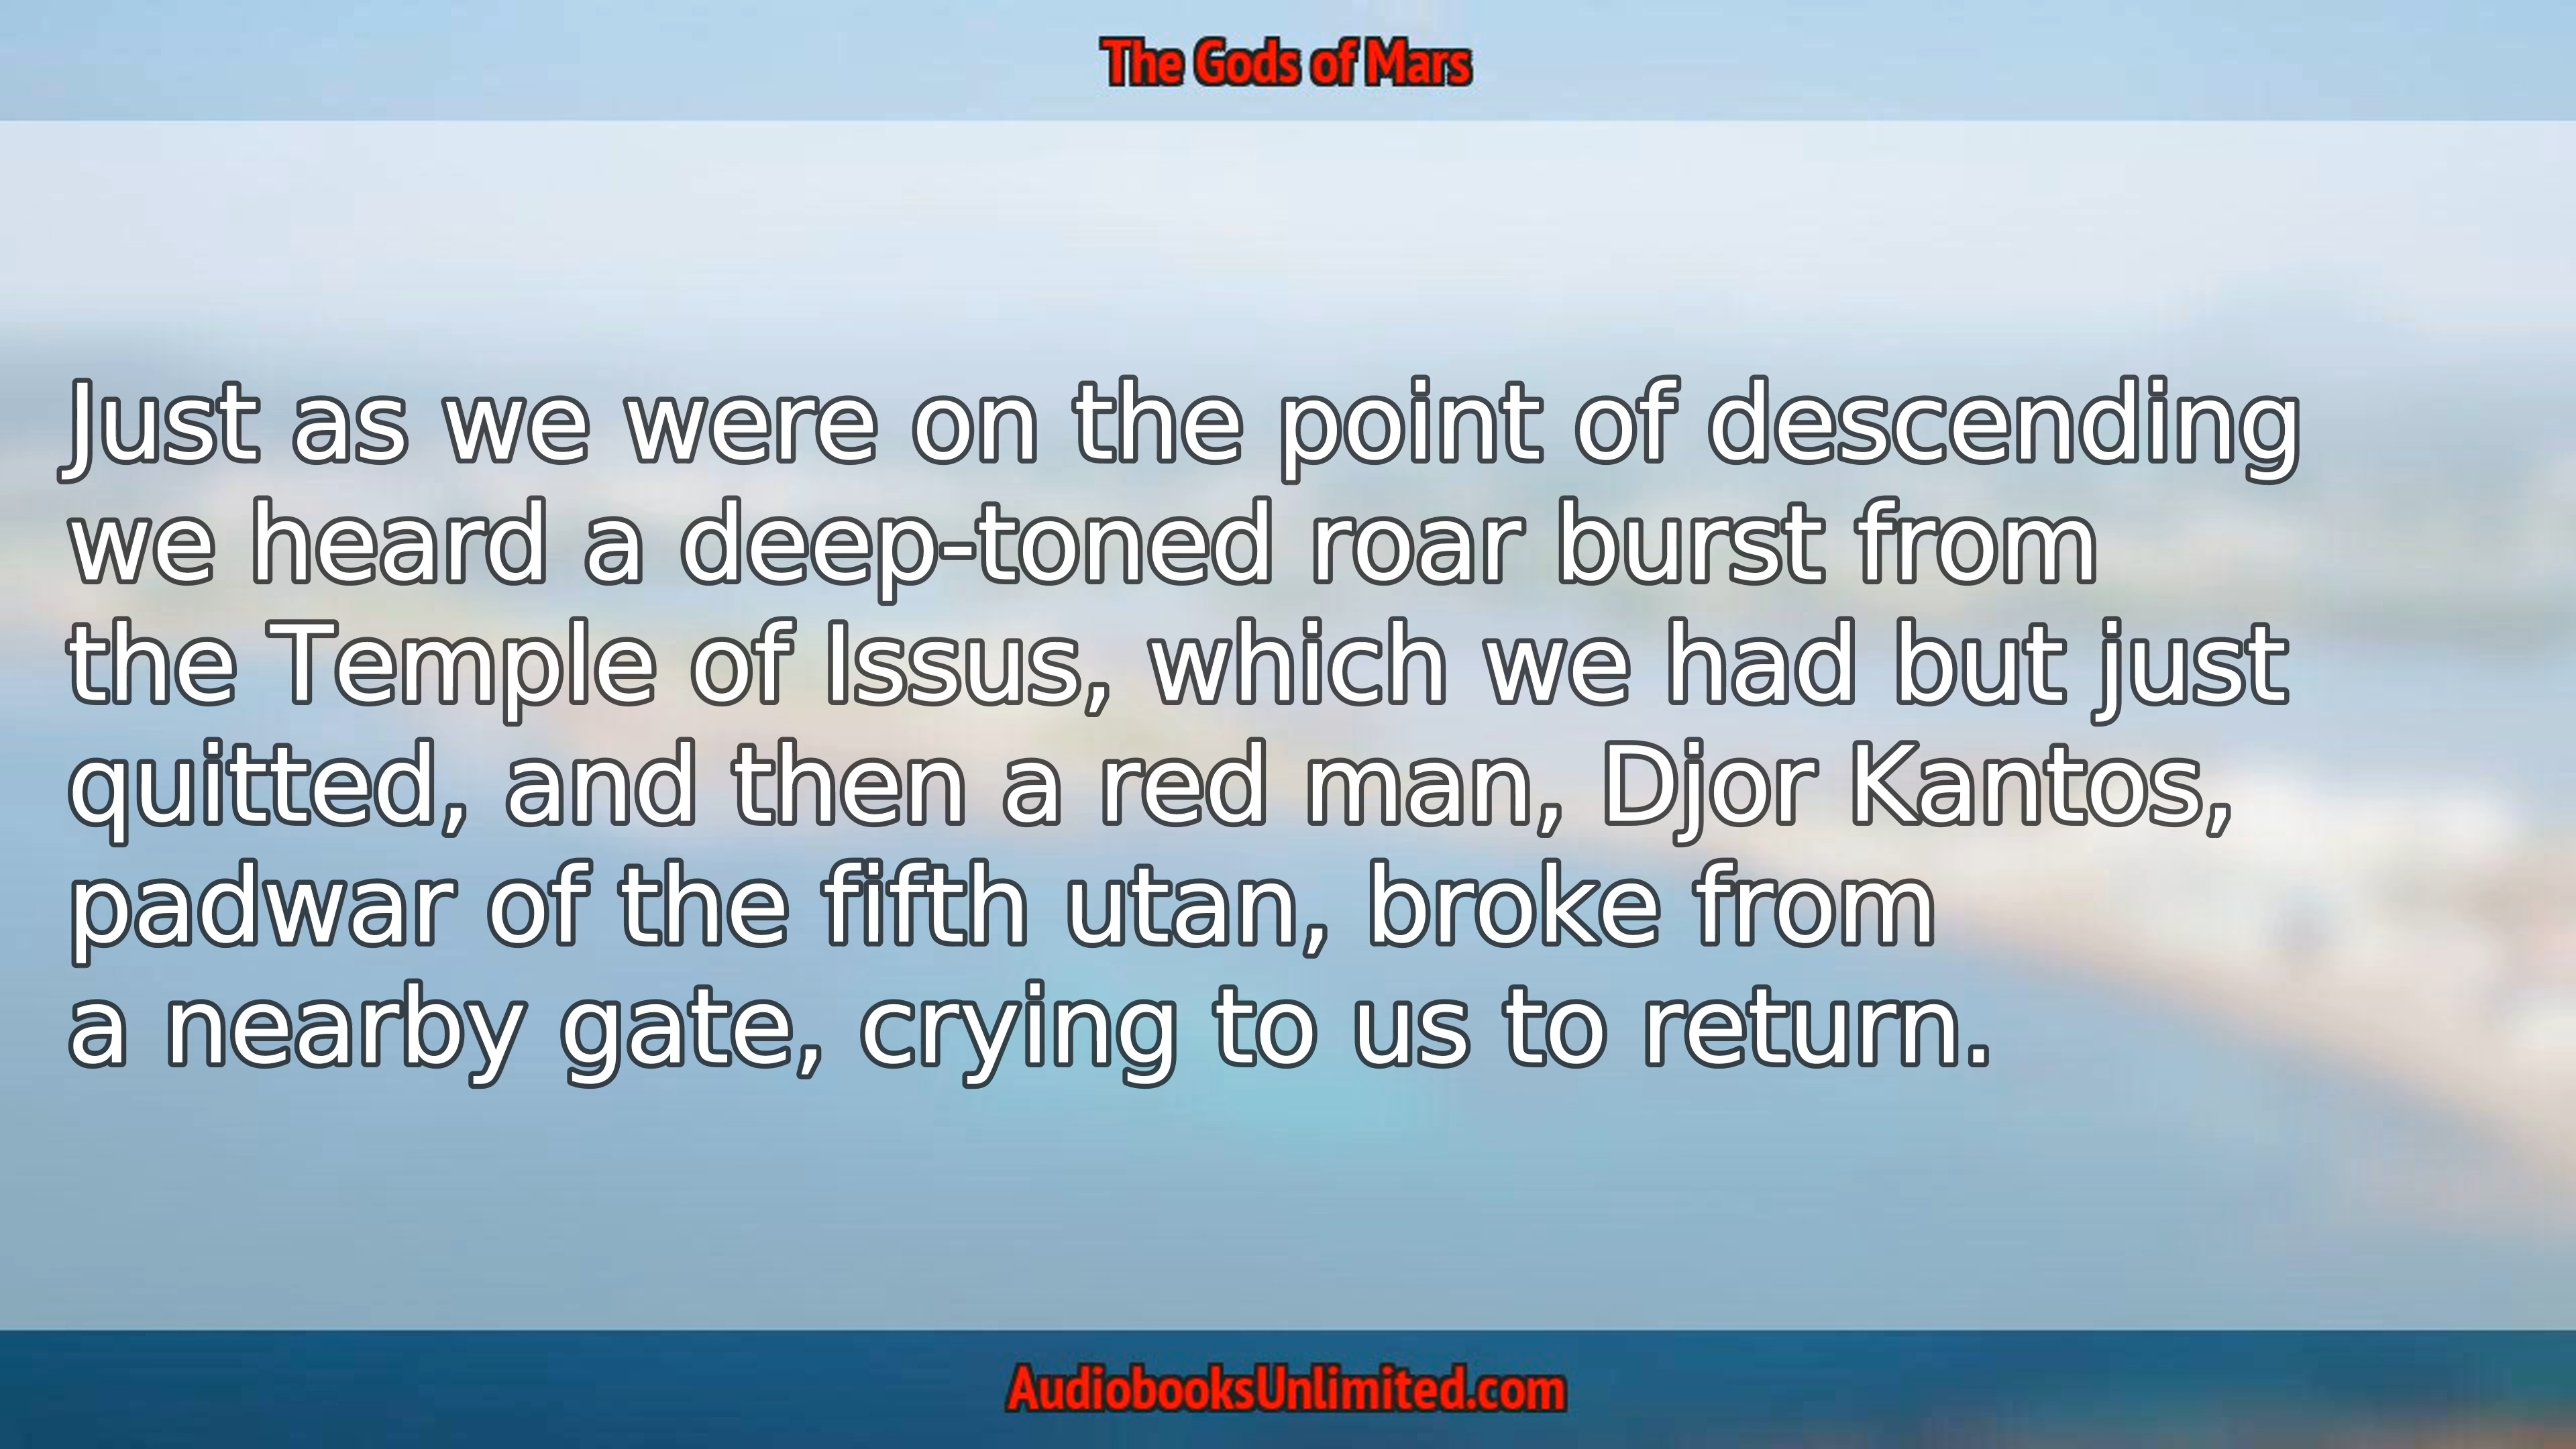 The Gods of Mars
Just as we were on the point of descending
we heard a deep-toned roar burst from
the Temple of Issus, which we had but just
quitted, and then a red man, Djor Kantos,
padwar of the fifth utan, broke from
a nearby gate, crying to us to return.
AudiobooksUnlimited.com